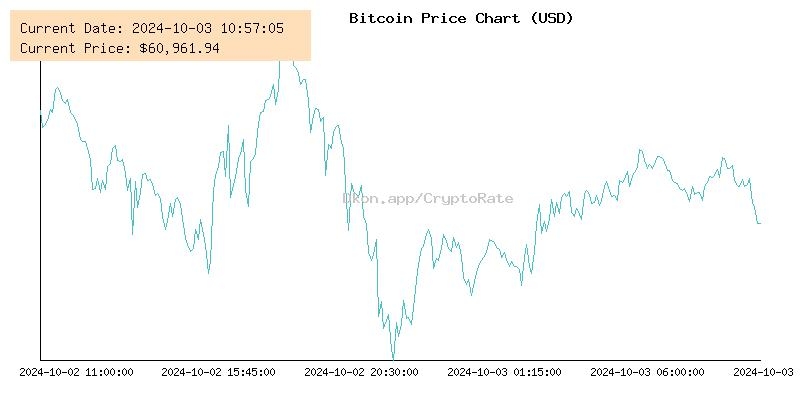 Bitcoin Price Chart (USD)
Current Date: 2024-10-03 10:57:05
Current Price: $60,961.94
Dkon.app/CryptoRate
2024-10-02 11:00:00 2024-10-02 15:45:00 2024-10-02 20:30:00 2024-10-03 01:15:00 2024-10-03 06:00:00 2024-10-03